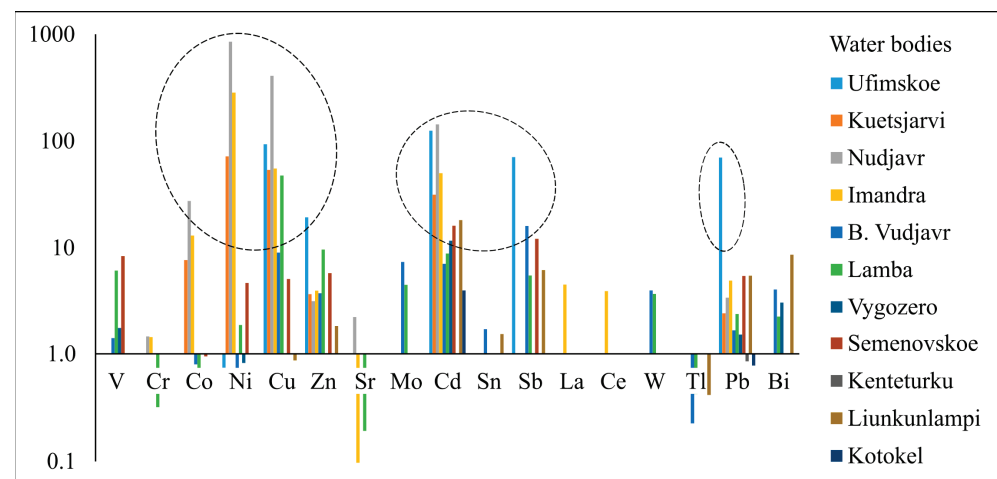 1000
100
10
1.0
0.1
V Cr Co Ni Cu Zn Sr Mo Cd Sn Sb La Ce W Tl Pb Bi
Water bodies
Ufimskoe
Kuetsjarvi
Nudjavr
Imandra
B. Vudjavr
Lamba
Vygozero
Semenovskoe
Kenteturku
Liunkunlampi
Kotokel